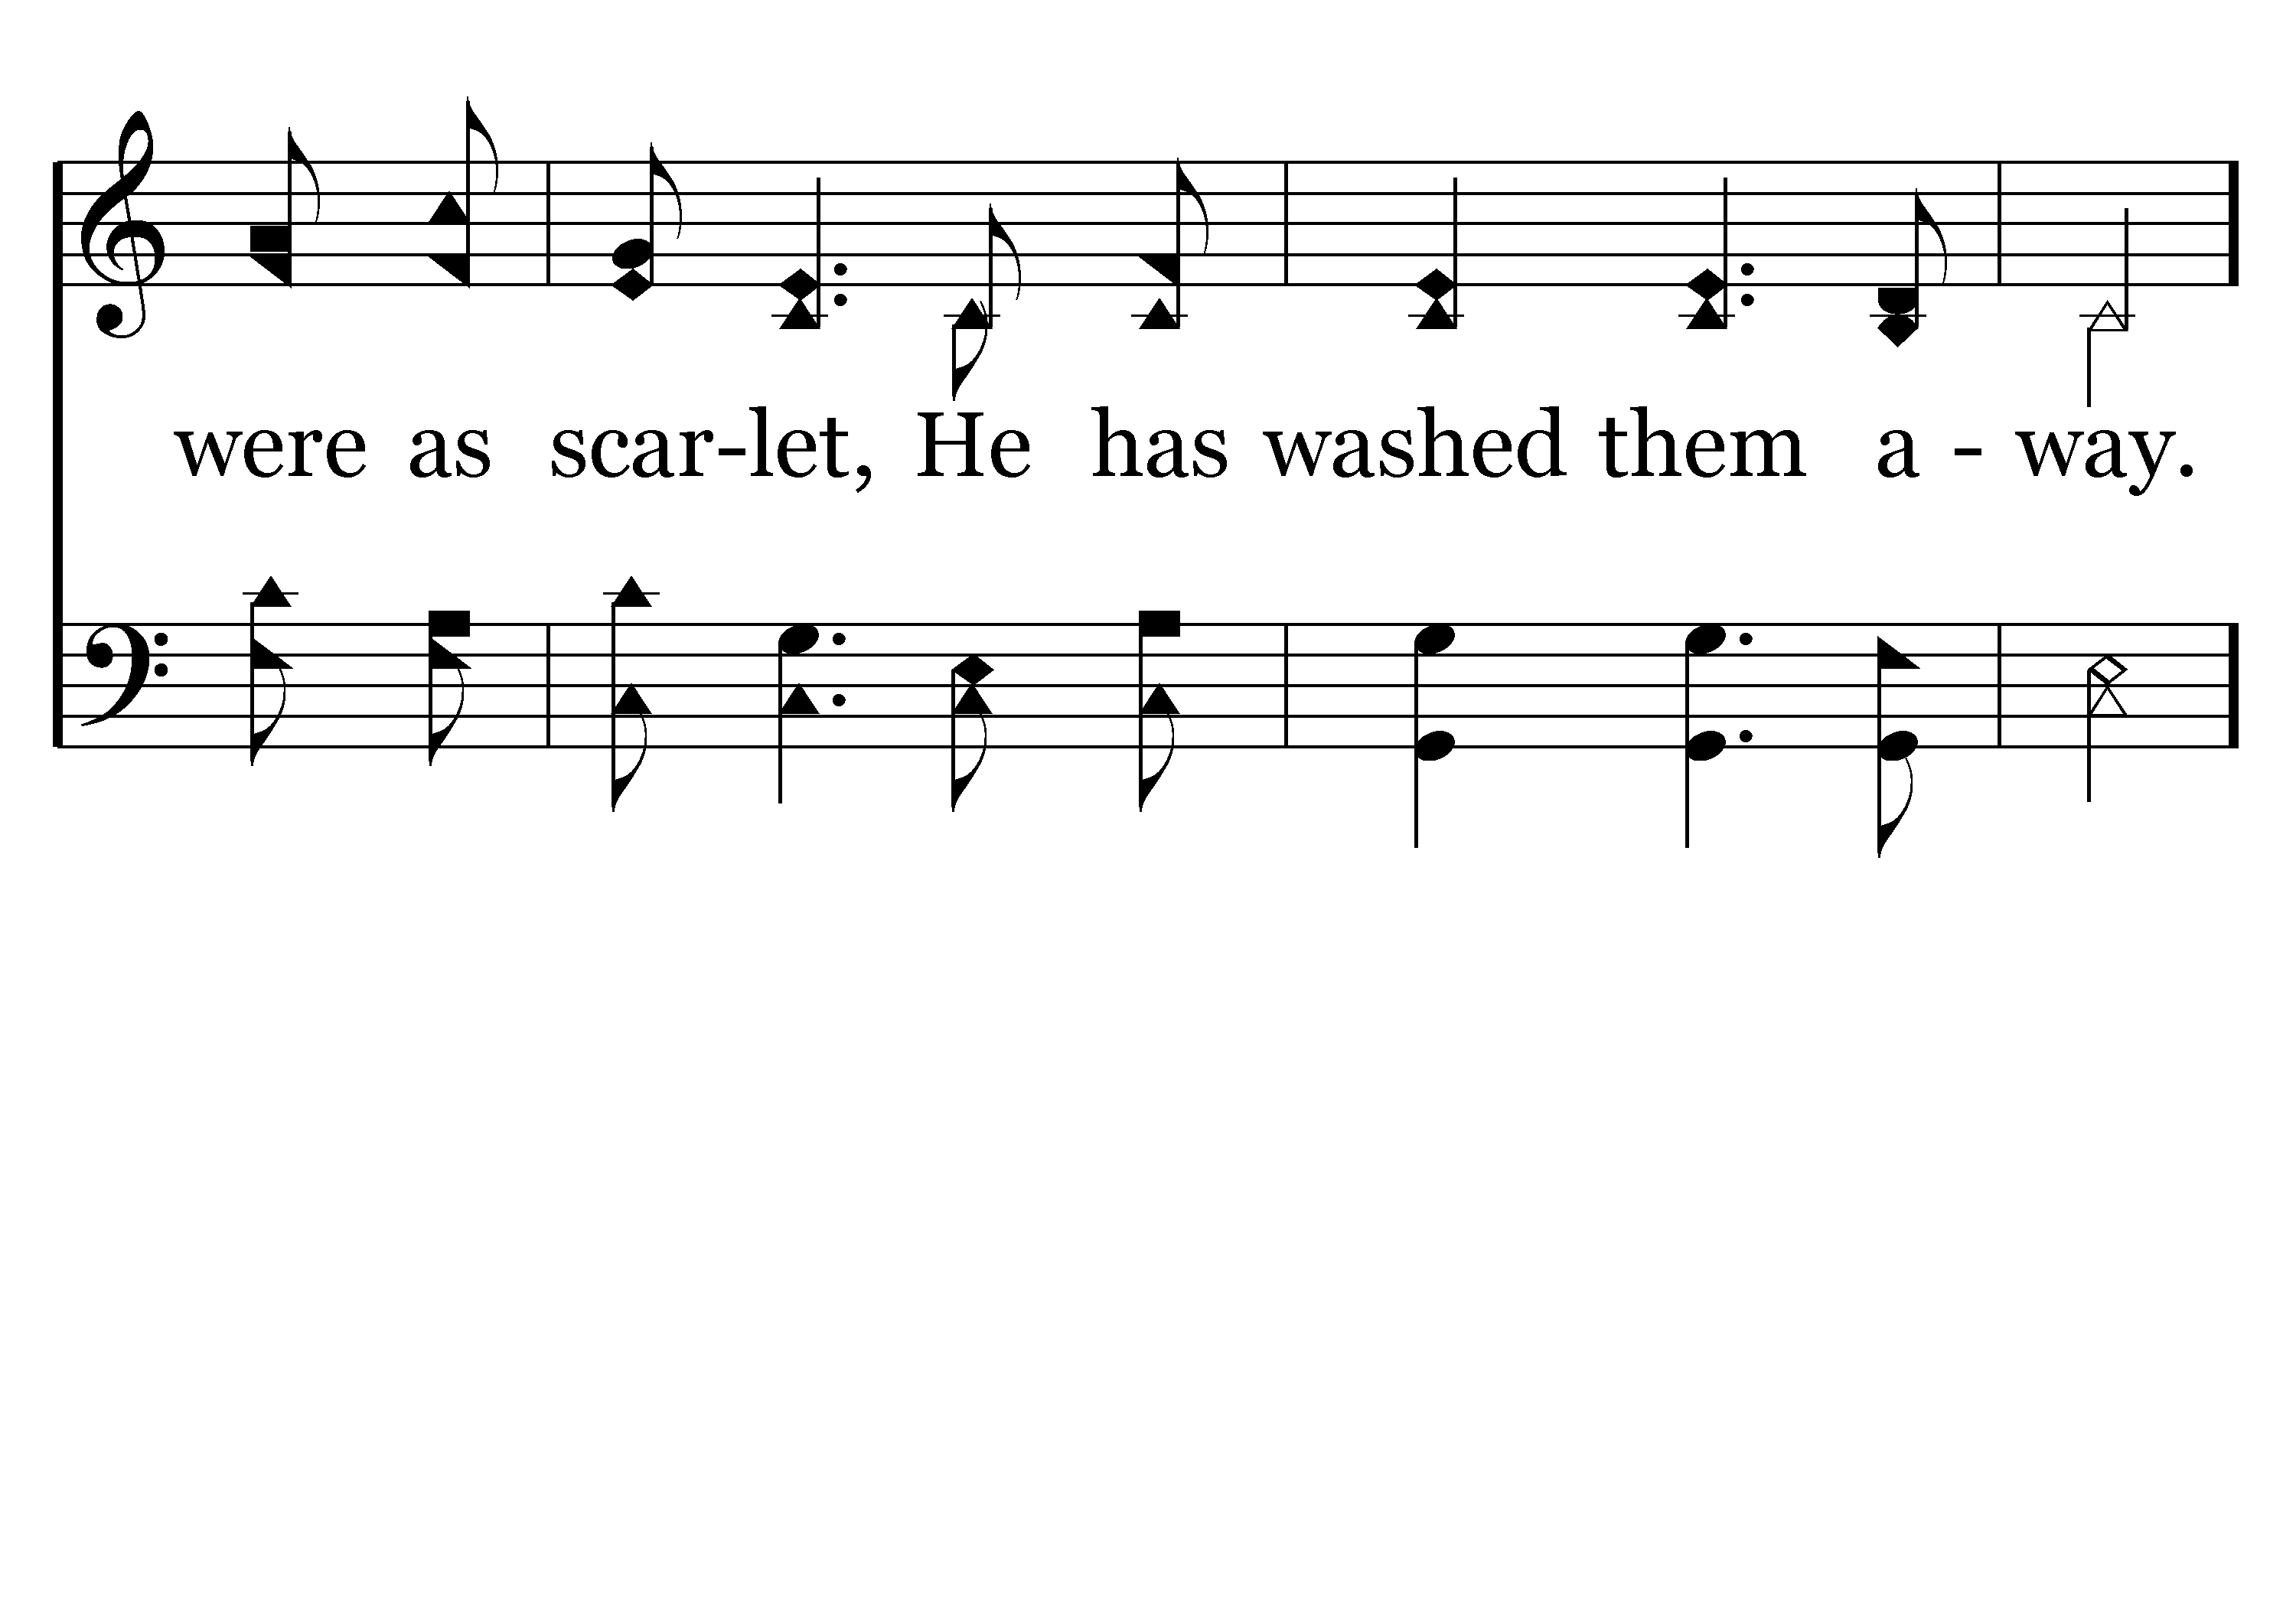 were as scar-let, He has washed them a - way.